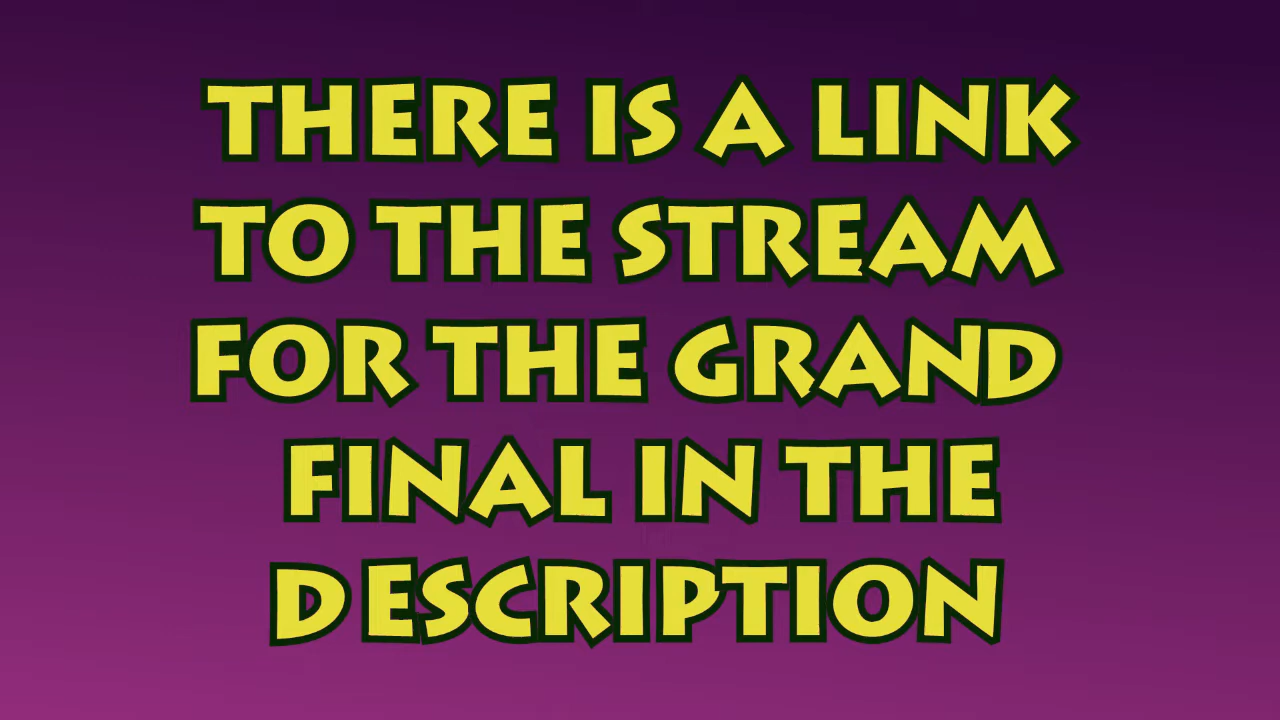 THERE IS A LINK
TO THE STREAM
FOR THE GRAND
FINAL IN THE
DESCRIPTION